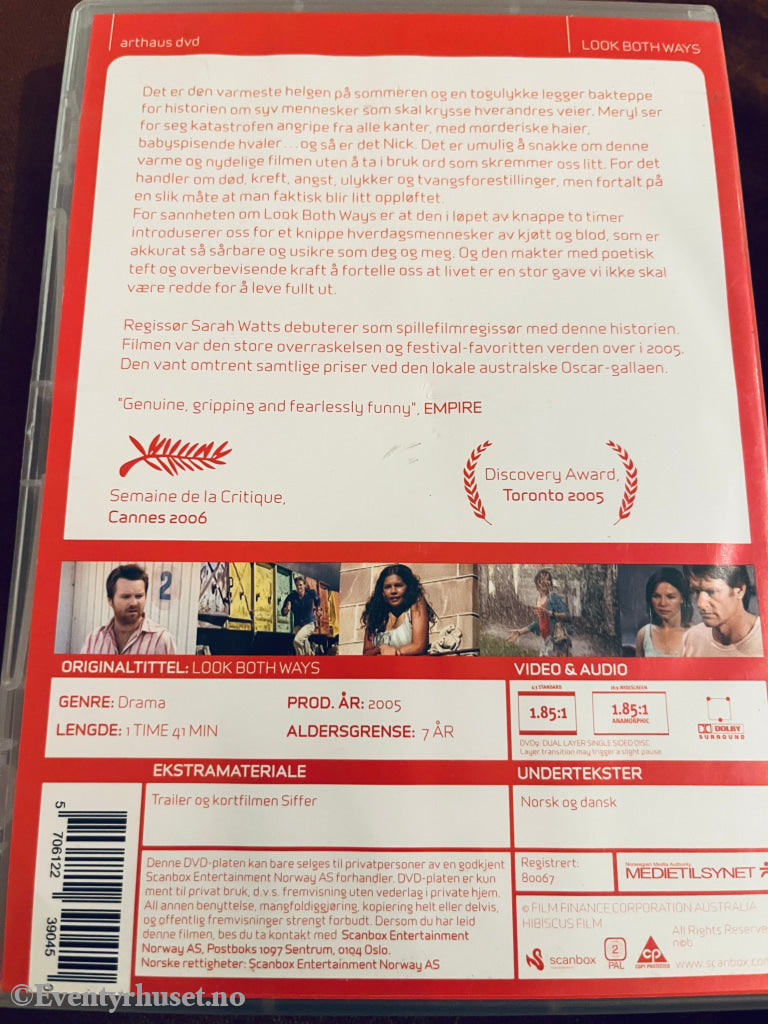 arthaus dvd
LOOK BOTH WAYS
Det er den varmeste helgen på sommeren og en togulykke legger bakteppe
for historien om syv mennesker som skal krysse hverandres veier. Meryl ser
for seg katastrofen angripe fra alle kanter, med morderiske haier,
babyspisende hvaler...og så er det Nick. Det er umulig å snakke om denne
varme og nydelige filmen uten å ta i bruk ord som skremmer oss litt. For det
handler om død, kreft, angst, ulykker og tvangsforestillinger, men fortalt på
en slik måte at man faktisk blir litt oppløftet.
For sannheten om Look Both Ways er at den i løpet av knappe to timer
introduserer oss for et knippe hverdagsmennesker av kjøtt og blod, som er
akkurat så sårbare og usikre som deg og meg. Og den makter med poetisk
teft og overbevisende kraft å fortelle oss at livet er en stor gave vi ikke skal
være redde for å leve fullt ut.
Regissør Sarah Watts debuterer som spillefilmregissør med denne historien.
Filmen var den store overraskelsen og festival-favoritten verden over i 2005.
Den vant omtrent samtlige priser ved den lokale australske Oscar-gallaen.
"Genuine, gripping and fearlessly funny", EMPIRE
Semaine de la Critique,
Cannes 2006
Discovery Award,
Toronto 2005
2
ORIGINALTITTEL: LOOK BOTH WAYS
GENRE: Drama
PROD. ÅR: 2005
LENGDE: 1 TIME 41 MIN
ALDERSGRENSE: 7 ÅR
VIDEO & AUDIO
4:3 STANDARD
1.85:1
16:9 WIDESCREEN
1.85:1
ANAMORPHIC
DOLBY
SURROUND
DVD9: DUAL LAYER SINGLE SIDED DISC
Layer transition may trigger a slight pause.
EKSTRAMATERIALE
Trailer og kortfilmen Siffer
UNDERTEKSTER
Norsk og dansk
Denne DVD-platen kan bare selges til privatpersoner av en godkjent
Scanbox Entertainment Norway AS forhandler. DVD-platen er kun
ment til privat bruk, d.v.s. fremvisning uten vederlag i private hjem.
All annen benyttelse, mangfoldiggjøring, kopiering helt eller delvis,
og offentlig fremvisninger strengt forbudt. Dersom du har leid
denne filmen, bes du ta kontakt med Scanbox Entertainment
Norway AS, Postboks 1097 Sentrum, 0194 Oslo.
Norske rettigheter: Scanbox Entertainment Norway AS
Registrert:
80067
Norwegian Media Authority
MEDIETILSYNET
© FILM FINANCE CORPORATION AUSTRALIA
HIBISCUS FILM
All Rights Reserve
nob
scanbox
2
PAL
CP
COPY PROTECTED
www.scanbox.
5 706122 39045
©Eventyrhuset.no